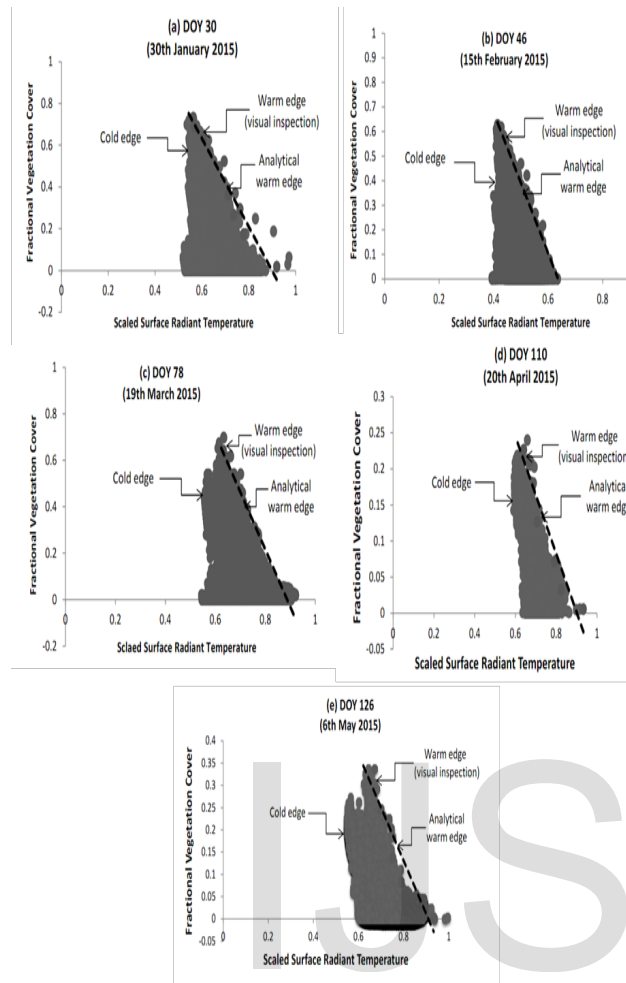 (a) DOY 30
(30th January 2015)
Fractional Vegetation Cover
1
0.8
0.6
0.4
0.2
0
-0.2
Cold edge
Warm edge
(visual inspection)
Analytical
warm edge
0 0.2 0.4 0.6 0.8 1
Scaled Surface Radiant Temperature
(b) DOY 46
(15th February 2015)
Fractional Vegetation Cover
1
0.9
0.8
0.7
0.6
0.5
0.4
0.3
0.2
0.1
0
Cold edge
Warm edge
(visual inspection)
Analytical
warm edge
0 0.2 0.4 0.6 0.8
Scaled Surface Radiant Temperature
(c) DOY 78
(19th March 2015)
Fractional Vegetation Cover
1
0.8
0.6
0.4
0.2
0
-0.2
Cold edge
Warm edge
(visual inspection)
Analytical
warm edge
0 0.2 0.4 0.6 0.8 1
Sclaed Surface Radiant Temperature
(d) DOY 110
(20th April 2015)
Fractional Vegetation Cover
0.3
0.25
0.2
0.15
0.1
0.05
0
-0.05
Cold edge
Warm edge
(visual inspection
Analytica
warm edg
0 0.2 0.4 0.6 0.8 1
Scaled Surface Radiant Temperature
(e) DOY 126
(6th May 2015)
Fractional Vegetation Cover
0.4
0.35
0.3
0.25
0.2
0.15
0.1
0.05
0
-0.05
Cold edge
Warm edge
(visual inspection)
Analytical
warm edge
0 0.2 0.4 0.6 0.8 1
Scaled Surface Radiant Temperature
IJS